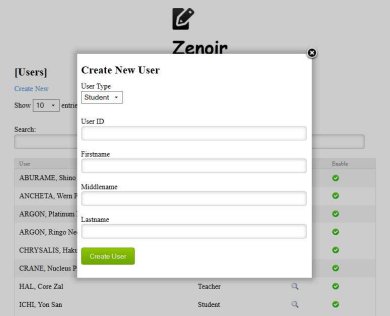 Zenoir
[Users]
Create New
Show 10 entrie
Search:
User Enable
ABURAME, Shino
ANCHETA, Wern P
ARGON, Platinum
ARGON, Ringo Ne
CHRYSALIS, Haku
CRANE, Nucleus P
HAL, Core Zal Teacher
ICHI, Yon San Student
Create New User
User Type
Student
User ID
Firstname
Middlename
Lastname
Create User